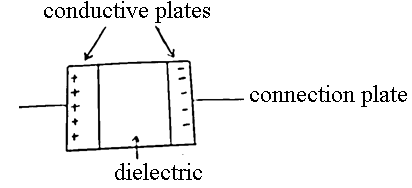 conductive plates
connection plate
dielectric